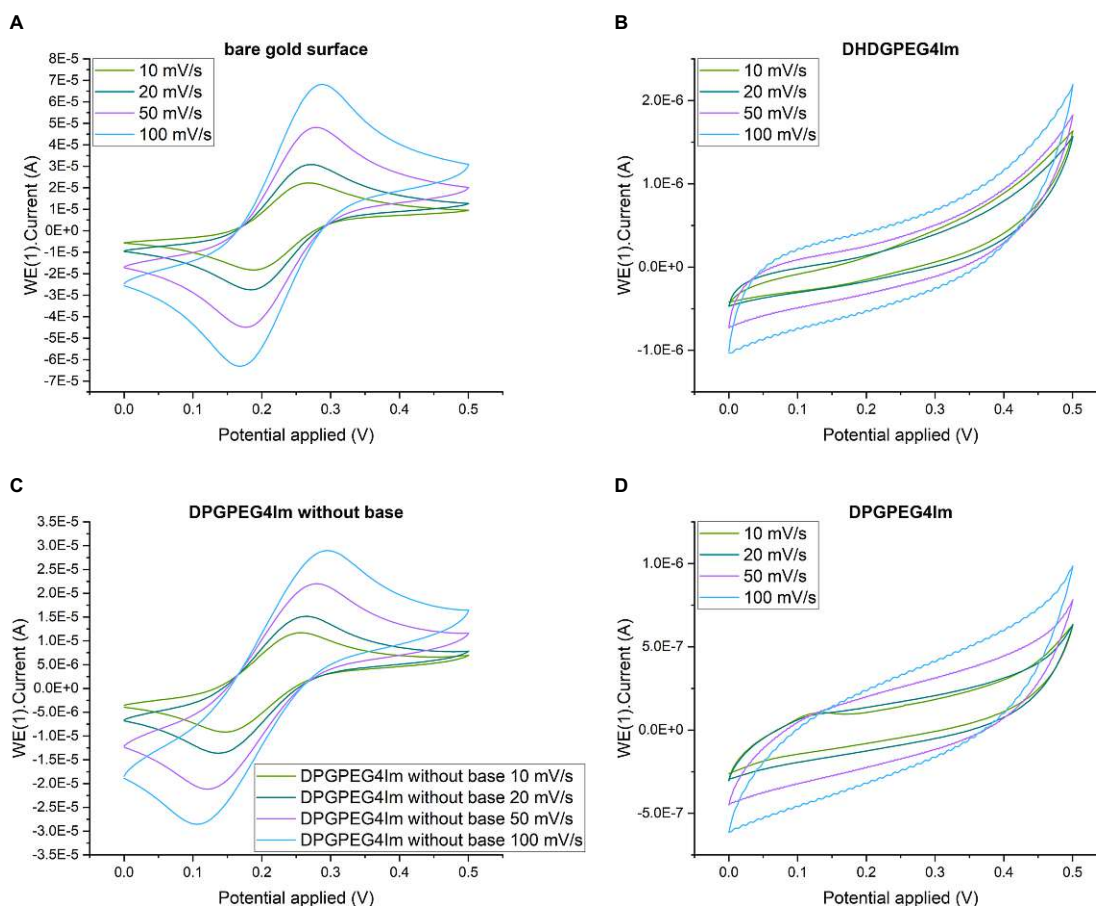 A
bare gold surface
10 mV/s
20 mV/s
50 mV/s
100 mV/s
WE(1).Current (A)
8E-5
7E-5
6E-5
5E-5
4E-5
3E-5
2E-5
1E-5
0E+0
-1E-5
-2E-5
-3E-5
-4E-5
-5E-5
-6E-5
-7E-5
0.0 0.1 0.2 0.3 0.4 0.5
Potential applied (V)
B
DHDGPEG4Im
10 mV/s
20 mV/s
50 mV/s
100 mV/s
WE(1).Current (A)
2.0E-6
1.0E-6
0.0E+0
-1.0E-6
0.0 0.1 0.2 0.3 0.4 0.5
Potential applied (V)
C
DPGPEG4Im without base
WE(1).Current (A)
3.5E-5
3.0E-5
2.5E-5
2.0E-5
1.5E-5
1.0E-5
5.0E-6
0.0E+0
-5.0E-6
-1.0E-5
-1.5E-5
-2.0E-5
-2.5E-5
-3.0E-5
-3.5E-5
DPGPEG4Im without base 10 mV/s
DPGPEG4Im without base 20 mV/s
DPGPEG4Im without base 50 mV/s
DPGPEG4Im without base 100 mV/s
0.0 0.1 0.2 0.3 0.4 0.5
Potential applied (V)
D
DPGPEG4Im
10 mV/s
20 mV/s
50 mV/s
100 mV/s
WE(1).Current (A)
1.0E-6
5.0E-7
0.0E+0
-5.0E-7
0.0 0.1 0.2 0.3 0.4 0.5
Potential applied (V)